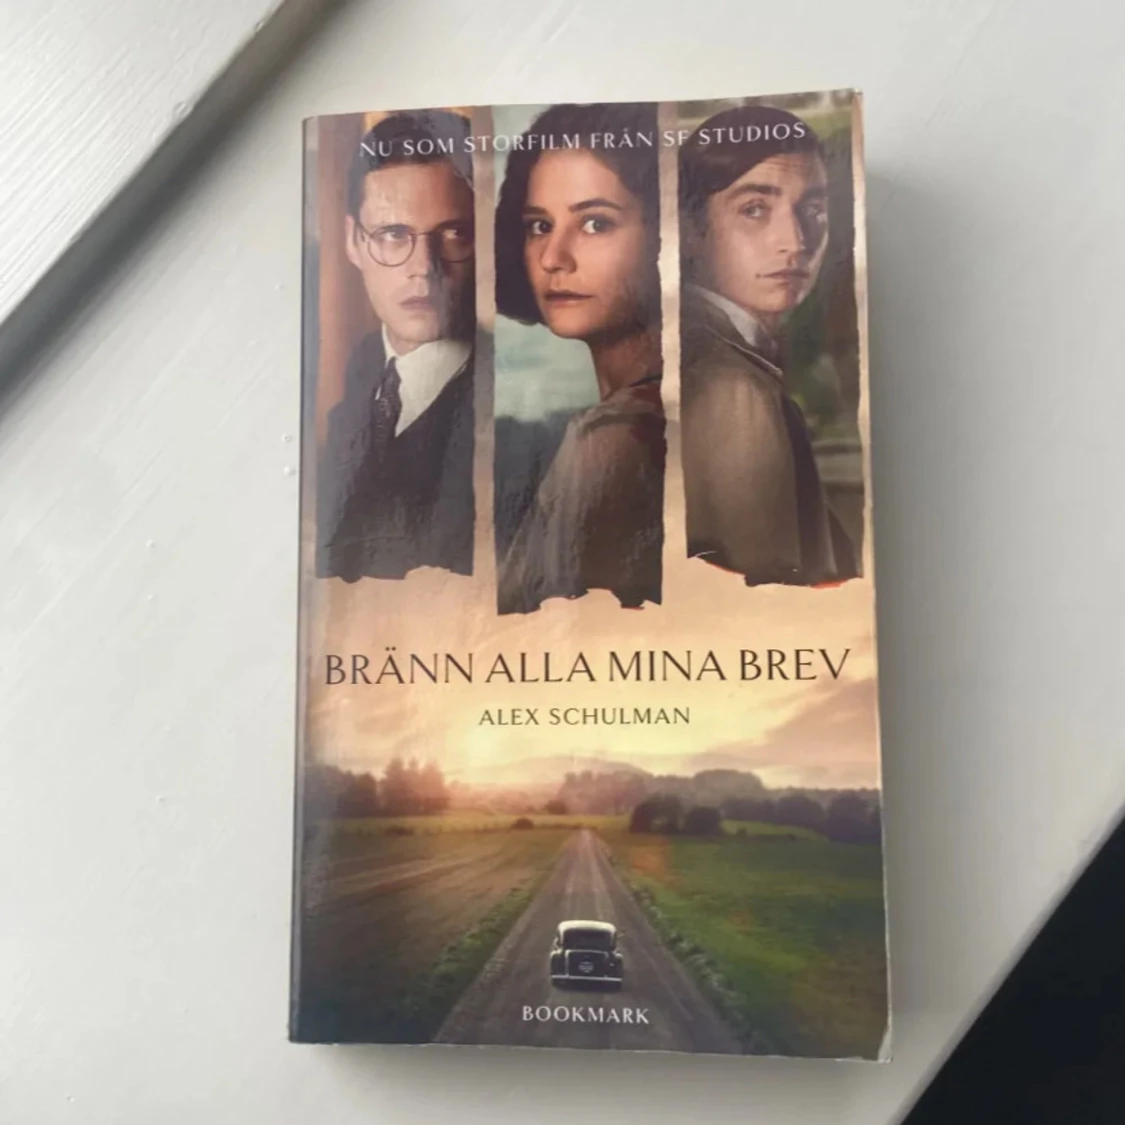 NU SOM STORFILM FRÅN SF STUDIOS
BRÄNN ALLA MINA BREV
ALEX SCHULMAN
BOOKMARK